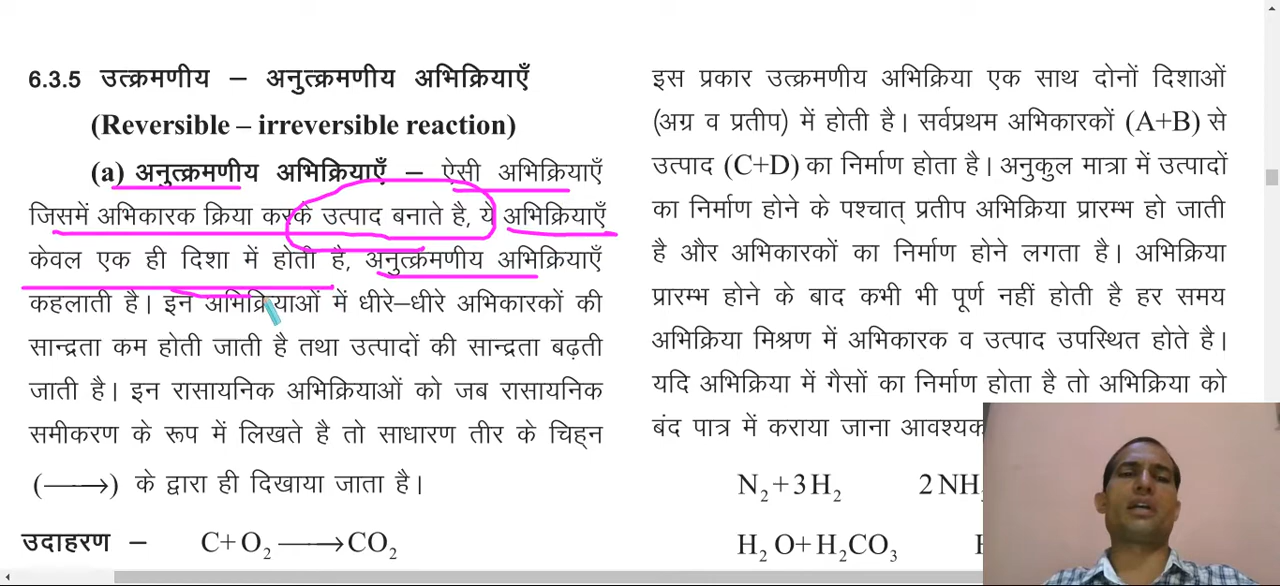 6.3.5 उत्क्रमणीय – अनुत्क्रमणीय अभिक्रियाएँ
(Reversible – irreversible reaction)
(a) अनुत्क्रमणीय अभिक्रियाएँ – ऐसी अभिक्रियाएँ
जिसमें अभिकारक क्रिया करके उत्पाद बनाते है, ये अभिक्रियाएँ
केवल एक ही दिशा में होती है, अनुत्क्रमणीय अभिक्रियाएँ
कहलाती है। इन अभिक्रियाओं में धीरे–धीरे अभिकारकों की
सान्द्रता कम होती जाती है तथा उत्पादों की सान्द्रता बढ़ती
जाती है। इन रासायनिक अभिक्रियाओं को जब रासायनिक
समीकरण के रूप में लिखते है तो साधारण तीर के चिह्न
(⟶) के द्वारा ही दिखाया जाता है।
उदाहरण – C+ O₂ ⟶ CO₂
इस प्रकार उत्क्रमणीय अभिक्रिया एक साथ दोनों दिशाओं
(अग्र व प्रतीप) में होती है। सर्वप्रथम अभिकारकों (A+B) से
उत्पाद (C+D) का निर्माण होता है। अनुकुल मात्रा में उत्पादों
का निर्माण होने के पश्चात् प्रतीप अभिक्रिया प्रारम्भ हो जाती
है और अभिकारकों का निर्माण होने लगता है। अभिक्रिया
प्रारम्भ होने के बाद कभी भी पूर्ण नहीं होती है हर समय
अभिक्रिया मिश्रण में अभिकारक व उत्पाद उपस्थित होते है।
यदि अभिक्रिया में गैसों का निर्माण होता है तो अभिक्रिया को
बंद पात्र में कराया जाना आवश्यक
N₂ + 3H₂ 2 NH
H₂ O+ H₂CO₃